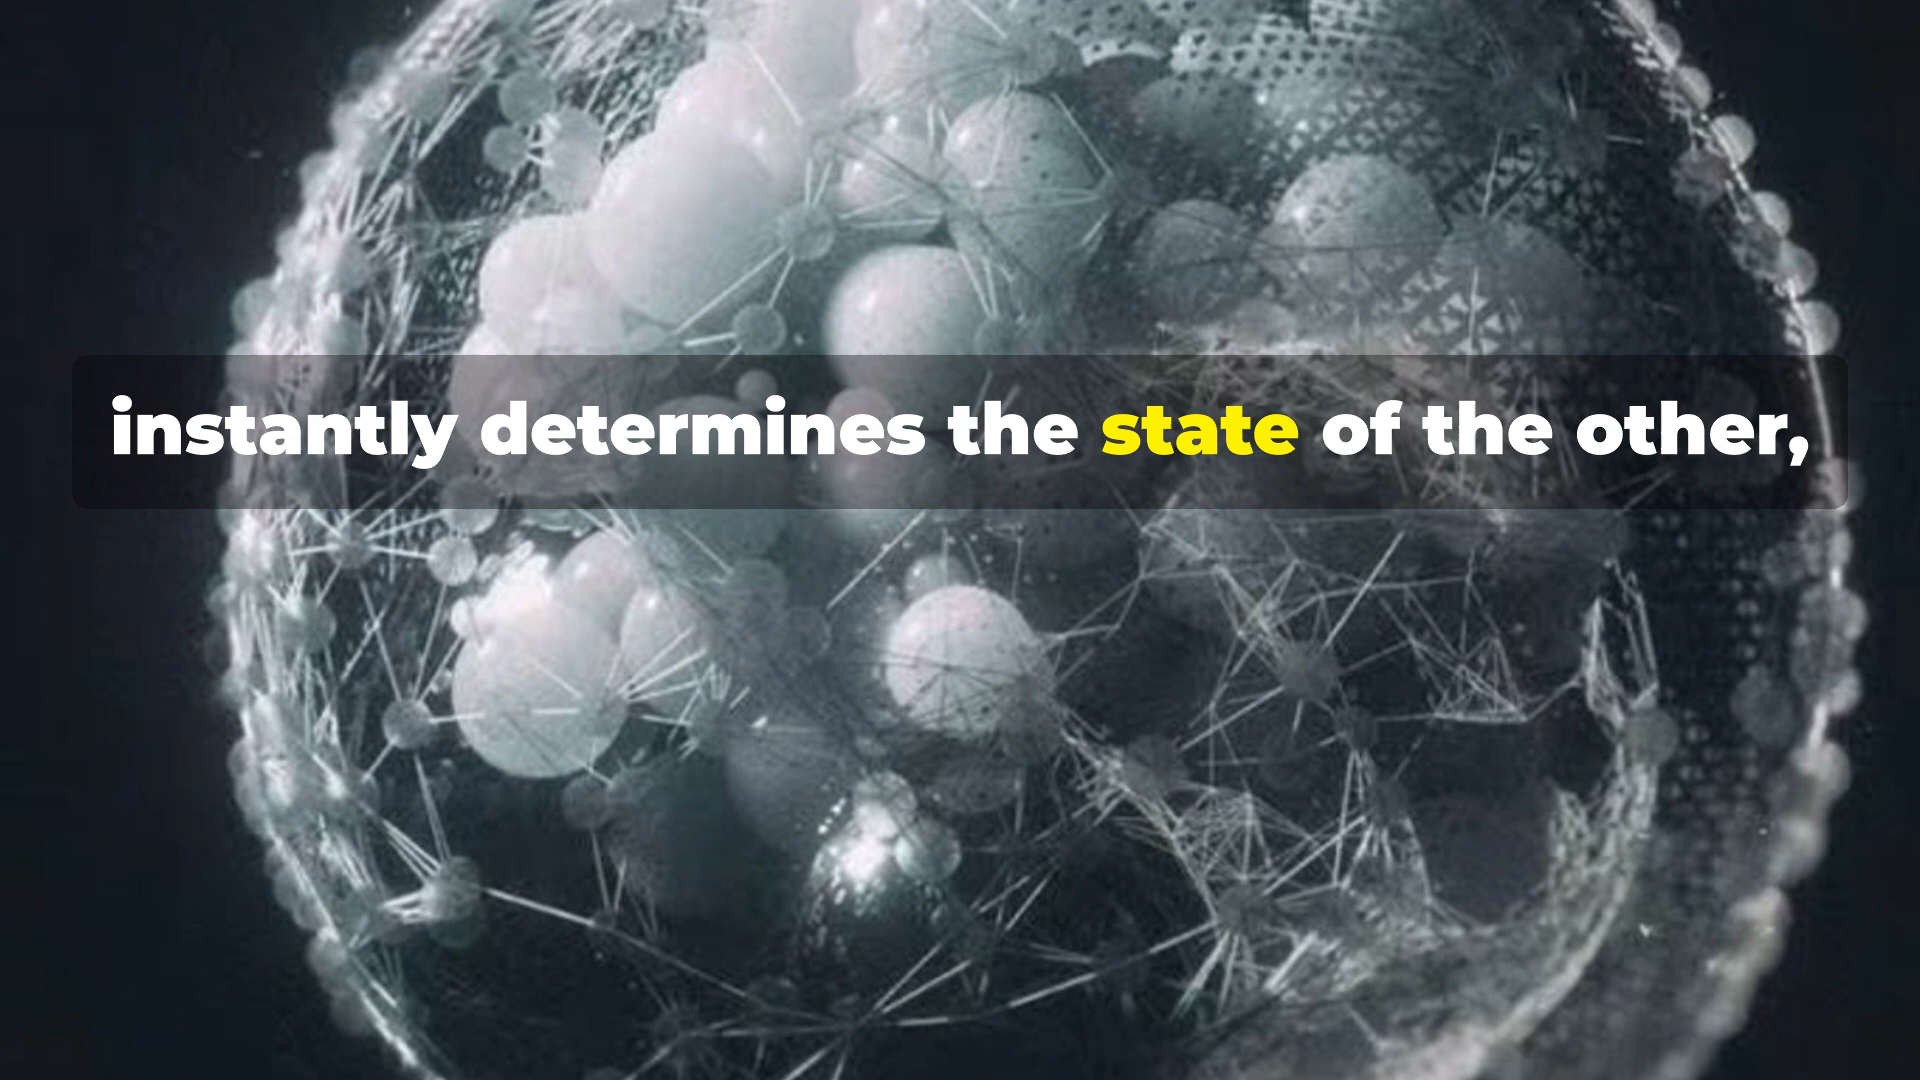 instantly determines the state of the other,